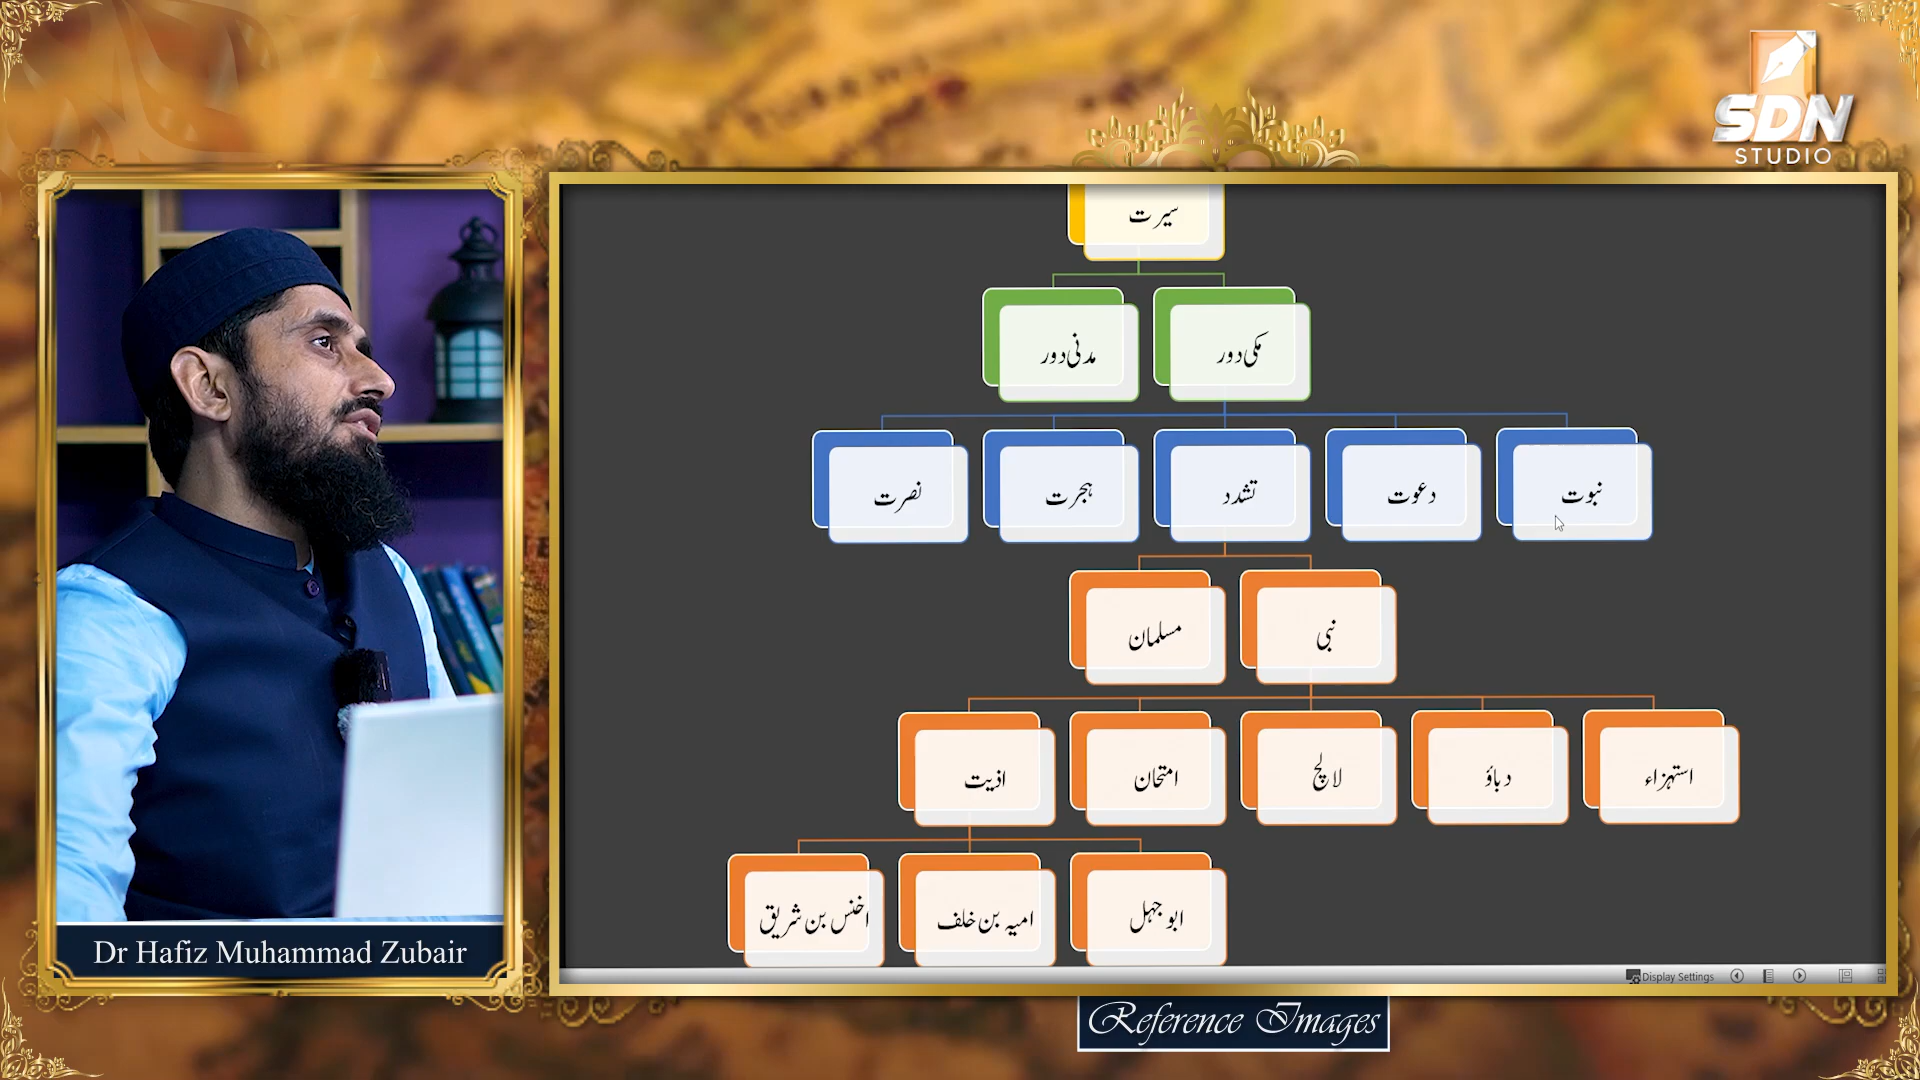 SDN
STUDIO
سیرت
مکی دور
مدنی دور
نبوت
دعوت
تشدد
ہجرت
نصرت
نبی
مسلمان
استہزاء
دباؤ
لالچ
امتحان
اذیت
ابو جہل
امیہ بن خلف
اخنس بن شریق
Display Settings
Dr Hafiz Muhammad Zubair
Reference Images